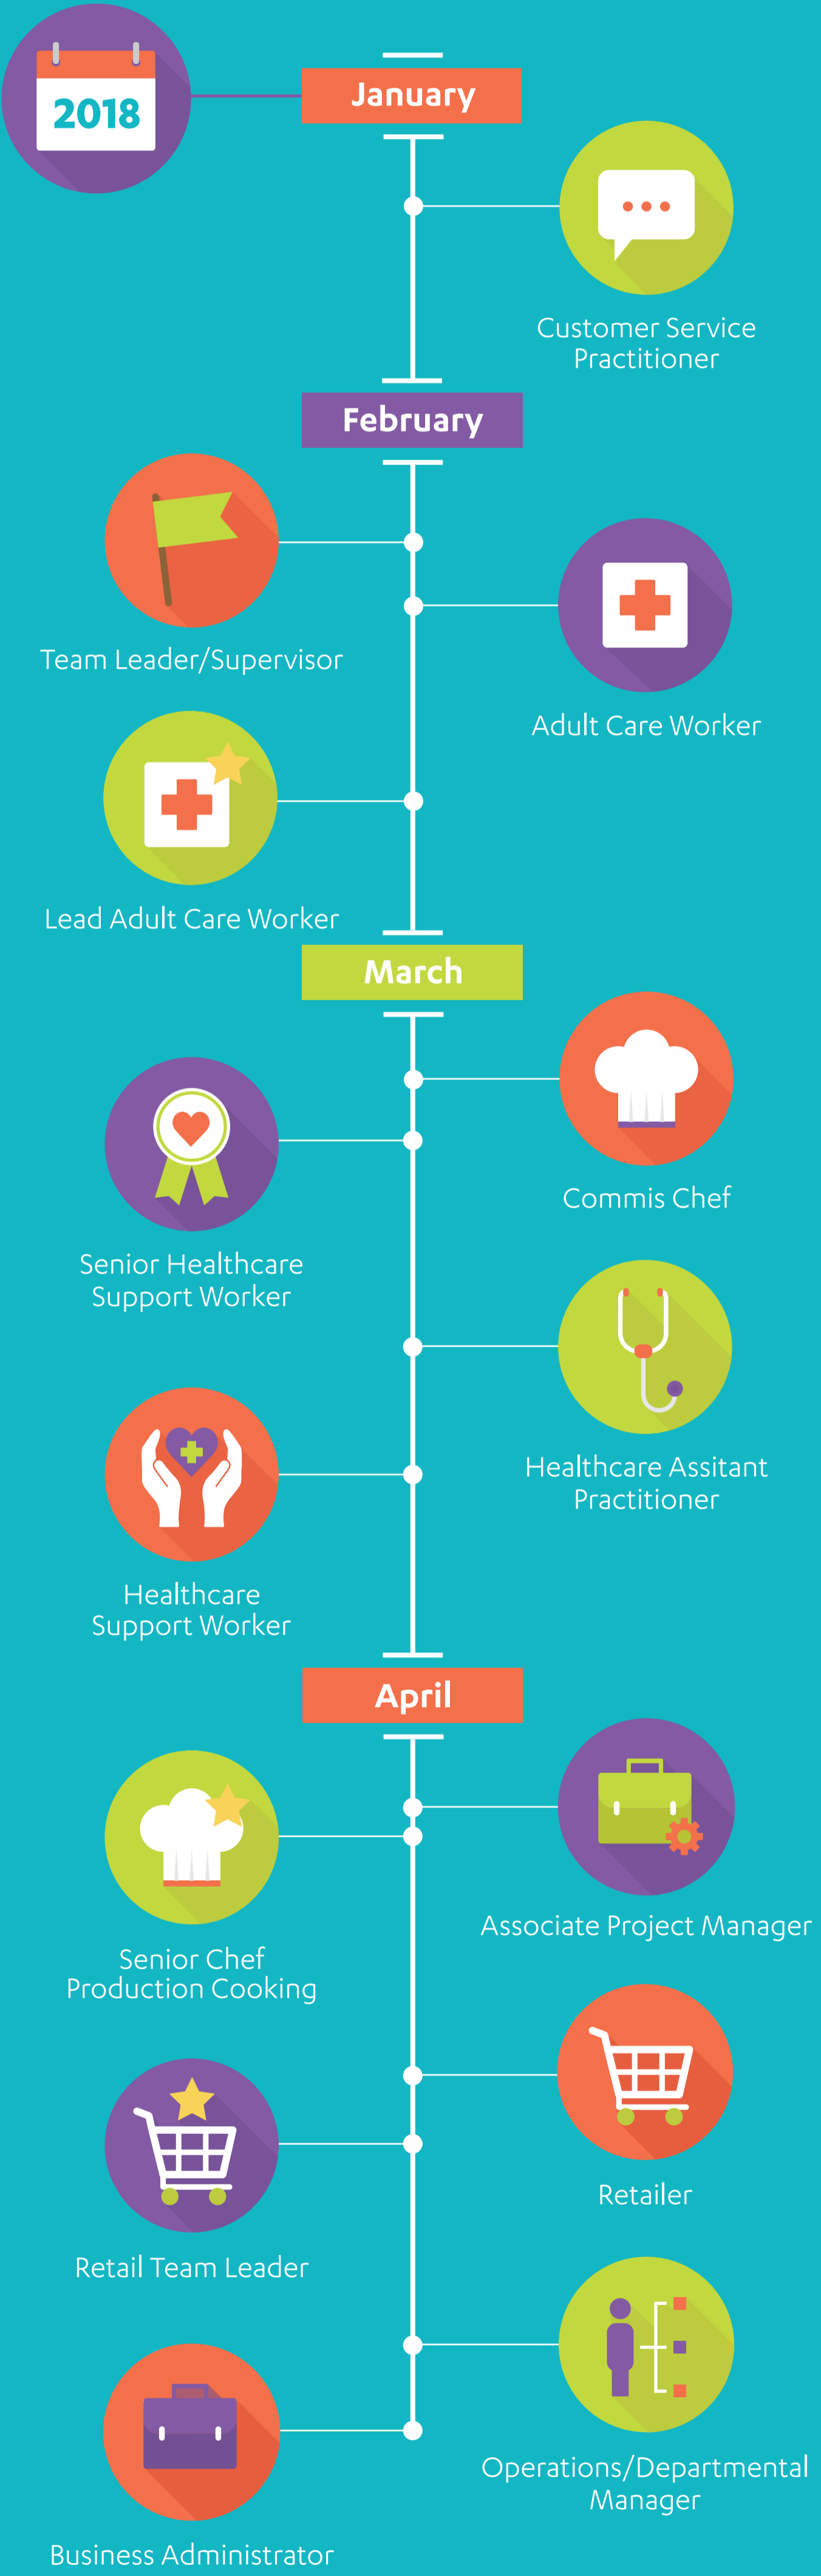 2018
January
Customer Service
Practitioner
February
Team Leader/Supervisor
Adult Care Worker
Lead Adult Care Worker
March
Commis Chef
Senior Healthcare
Support Worker
Healthcare Assitant
Practitioner
Healthcare
Support Worker
April
Associate Project Manager
Senior Chef
Production Cooking
Retailer
Retail Team Leader
Operations/Departmental
Manager
Business Administrator